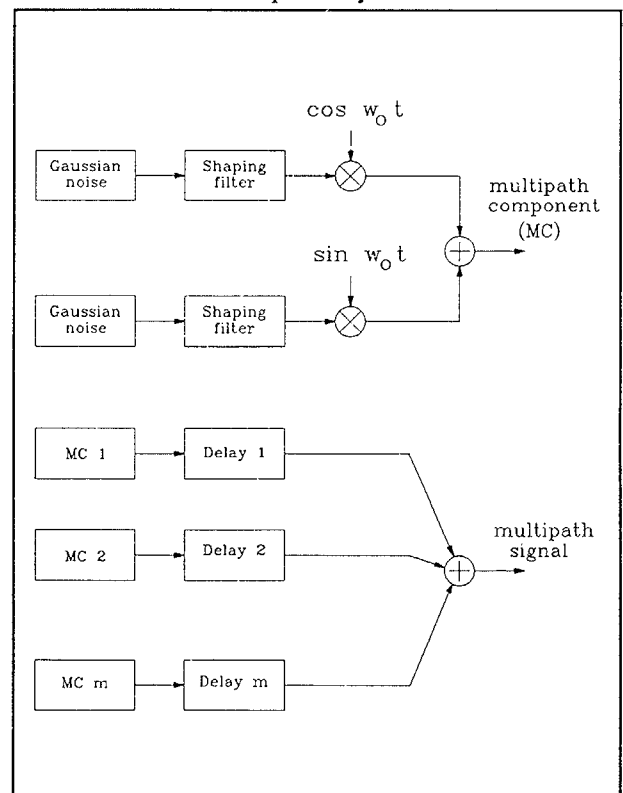 cos w₀ t
Gaussian noise
Shaping filter
multipath component (MC)
sin w₀ t
Gaussian noise
Shaping filter
MC 1
Delay 1
MC 2
Delay 2
multipath signal
MC m
Delay m